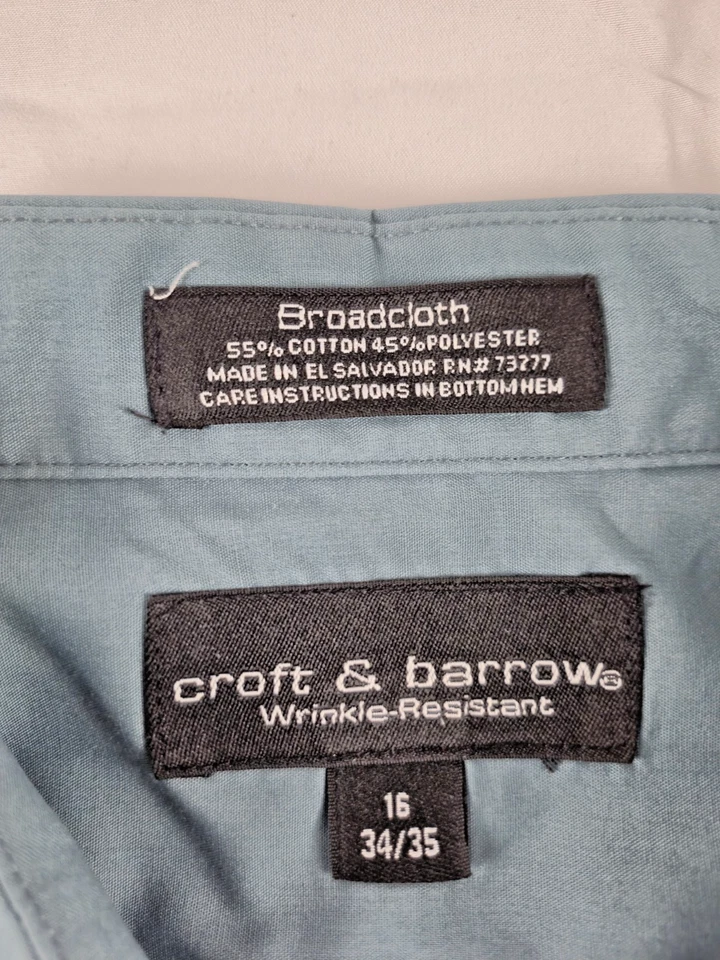 Broadcloth
55% COTTON 45% POLYESTER
MADE IN EL SALVADOR RN# 73277
CARE INSTRUCTIONS IN BOTTOM HEM
croft & barrow®
Wrinkle-Resistant
16
34/35